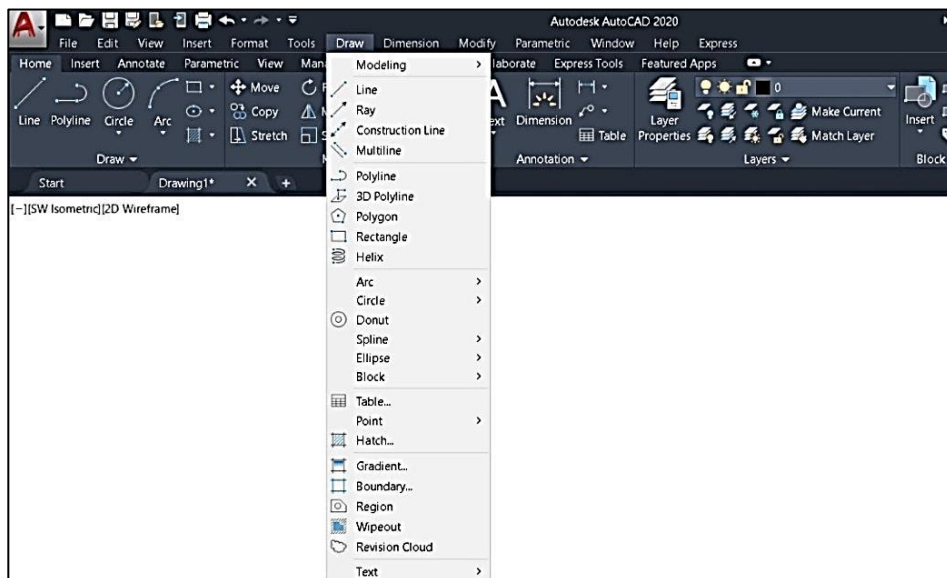 Autodesk AutoCAD 2020
File Edit View Insert Format Tools Draw Dimension Modify Parametric Window Help Express
Home Insert Annotate Parametric View Express Tools Featured Apps
Move
Copy
Stretch
Line Polyline Circle Arc
Draw
Dimension
Table
Annotation
Layer Properties
0
Make Current
Match Layer
Layers
Insert
Block
Start Drawing1* X +
[-][SW Isometric][2D Wireframe]
Modeling >
Line
Ray
Construction Line
Multiline
Polyline
3D Polyline
Polygon
Rectangle
Helix
Arc >
Circle >
Donut
Spline >
Ellipse >
Block >
Table...
Point >
Hatch...
Gradient...
Boundary...
Region
Wipeout
Revision Cloud
Text >